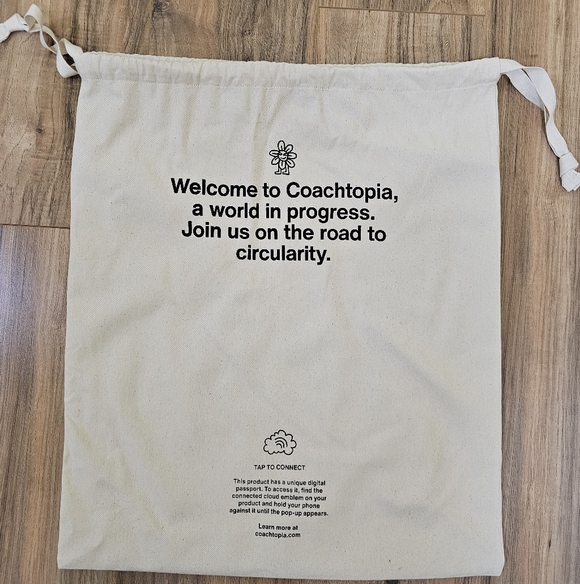 Welcome to Coachtopia,
a world in progress.
Join us on the road to
circularity.
TAP TO CONNECT
This product has a unique digital
passport. To access it, find the
connected cloud emblem on your
product and hold your phone
against it until the pop-up appears.
Learn more at
coachtopia.com